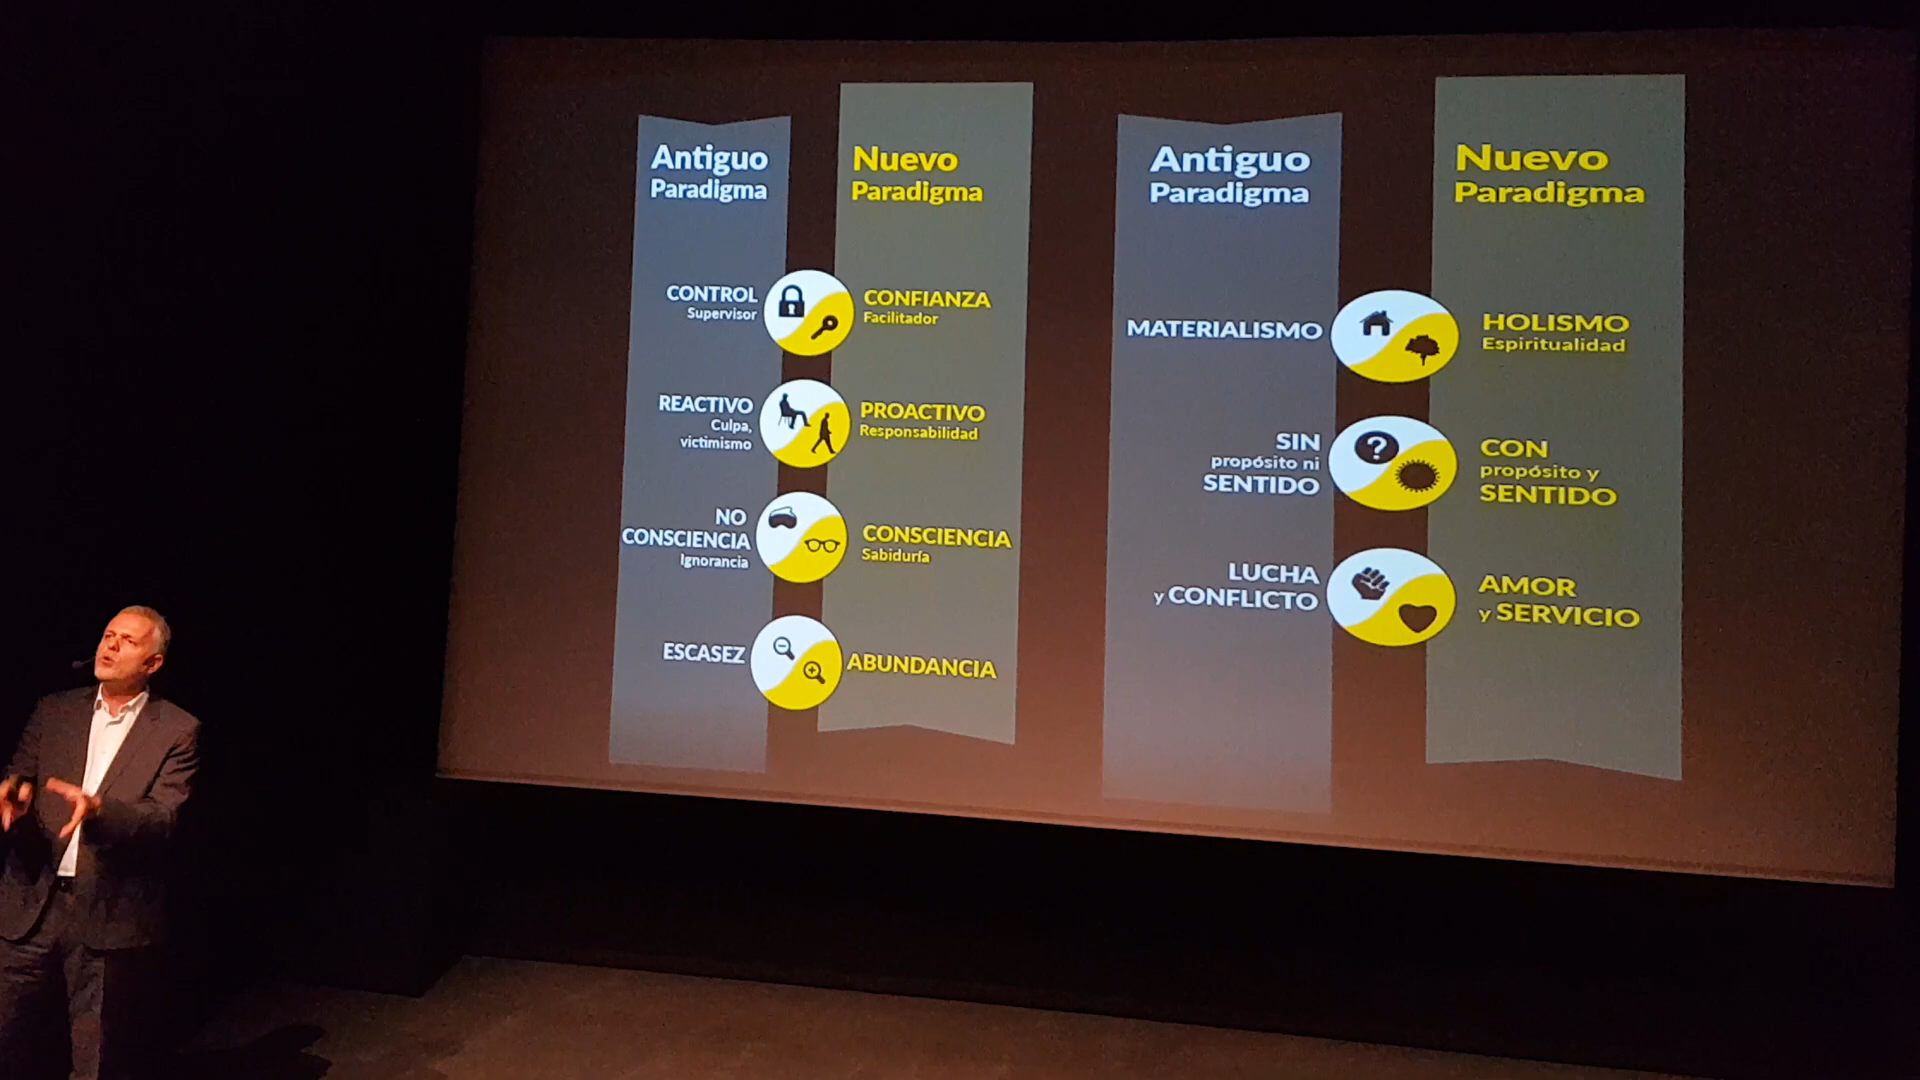 Antiguo
Paradigma
Nuevo
Paradigma
CONTROL
Supervisor
CONFIANZA
Facilitador
REACTIVO
Culpa,
victimismo
PROACTIVO
Responsabilidad
NO
CONSCIENCIA
Ignorancia
CONSCIENCIA
Sabiduría
ESCASEZ
ABUNDANCIA
Antiguo
Paradigma
Nuevo
Paradigma
MATERIALISMO
HOLISMO
Espiritualidad
SIN
propósito ni
SENTIDO
?
CON
propósito y
SENTIDO
LUCHA
y CONFLICTO
AMOR
y SERVICIO